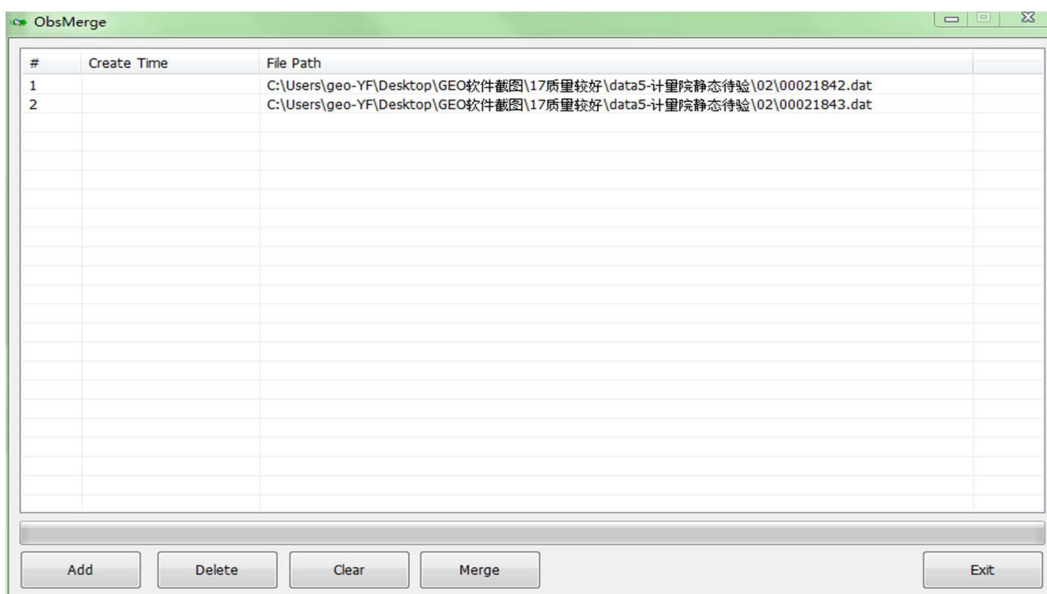 ObsMerge
# Create Time File Path
1 C:\Users\geo-YF\Desktop\GEO软件截图\17质量较好\data5-计量院静态待验\02\00021842.dat
2 C:\Users\geo-YF\Desktop\GEO软件截图\17质量较好\data5-计量院静态待验\02\00021843.dat
Add Delete Clear Merge Exit